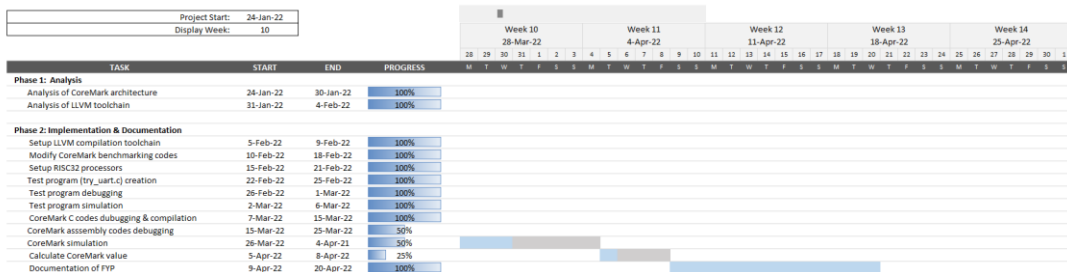 Project Start: 24-Jan-22
Display Week: 10
Week 10 Week 11 Week 12 Week 13 Week 14
28-Mar-22 4-Apr-22 11-Apr-22 18-Apr-22 25-Apr-22
28 29 30 31 1 2 3 4 5 6 7 8 9 10 11 12 13 14 15 16 17 18 19 20 21 22 23 24 25 26 27 28 29 30 1
TASK START END PROGRESS M T W T F S S M T W T F S S M T W T F S S M T W T F S S M T W T F S S
Phase 1: Analysis
Analysis of CoreMark architecture 24-Jan-22 30-Jan-22 100%
Analysis of LLVM toolchain 31-Jan-22 4-Feb-22 100%
Phase 2: Implementation & Documentation
Setup LLVM compilation toolchain 5-Feb-22 9-Feb-22 100%
Modify CoreMark benchmarking codes 10-Feb-22 18-Feb-22 100%
Setup RISC32 processors 15-Feb-22 21-Feb-22 100%
Test program (try_uart.c) creation 22-Feb-22 25-Feb-22 100%
Test program debugging 26-Feb-22 1-Mar-22 100%
Test program simulation 2-Mar-22 6-Mar-22 100%
CoreMark C codes dubugging & compilation 7-Mar-22 15-Mar-22 100%
CoreMark asssembly codes debugging 15-Mar-22 25-Mar-22 50%
CoreMark simulation 26-Mar-22 4-Apr-21 50%
Calculate CoreMark value 5-Apr-22 8-Apr-22 25%
Documentation of FYP 9-Apr-22 20-Apr-22 100%